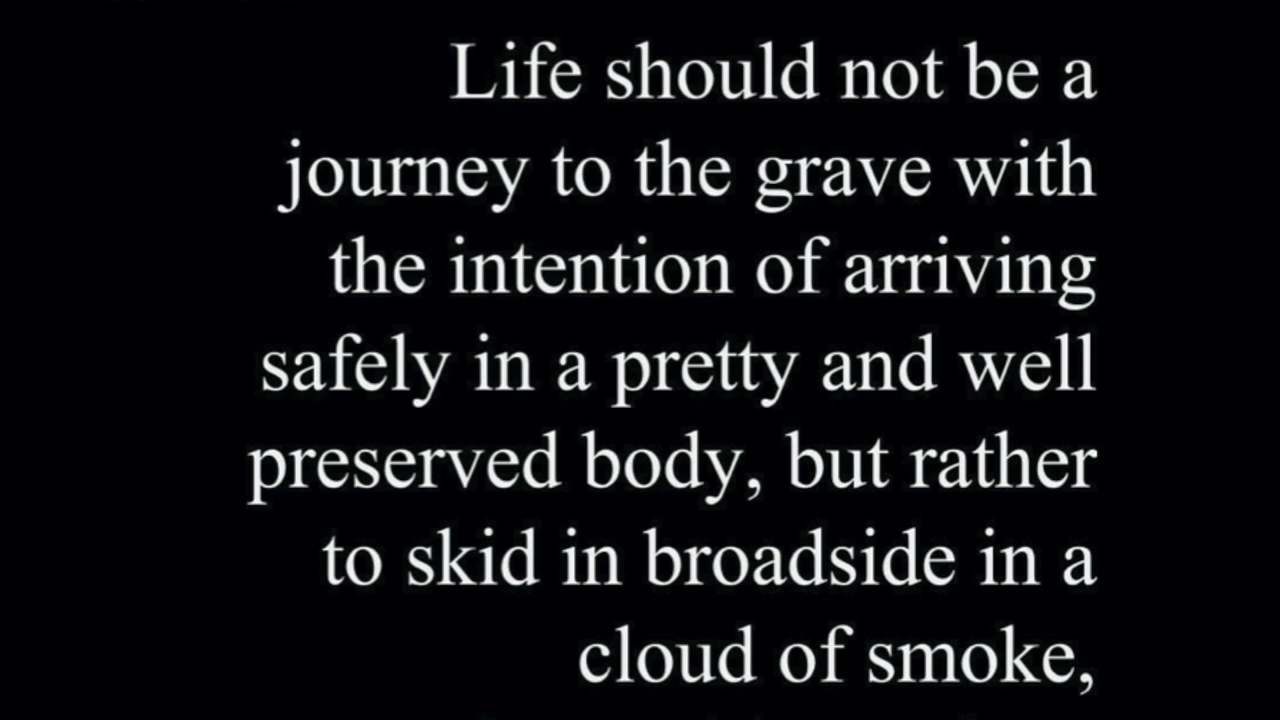 Life should not be a
journey to the grave with
the intention of arriving
safely in a pretty and well
preserved body, but rather
to skid in broadside in a
cloud of smoke,